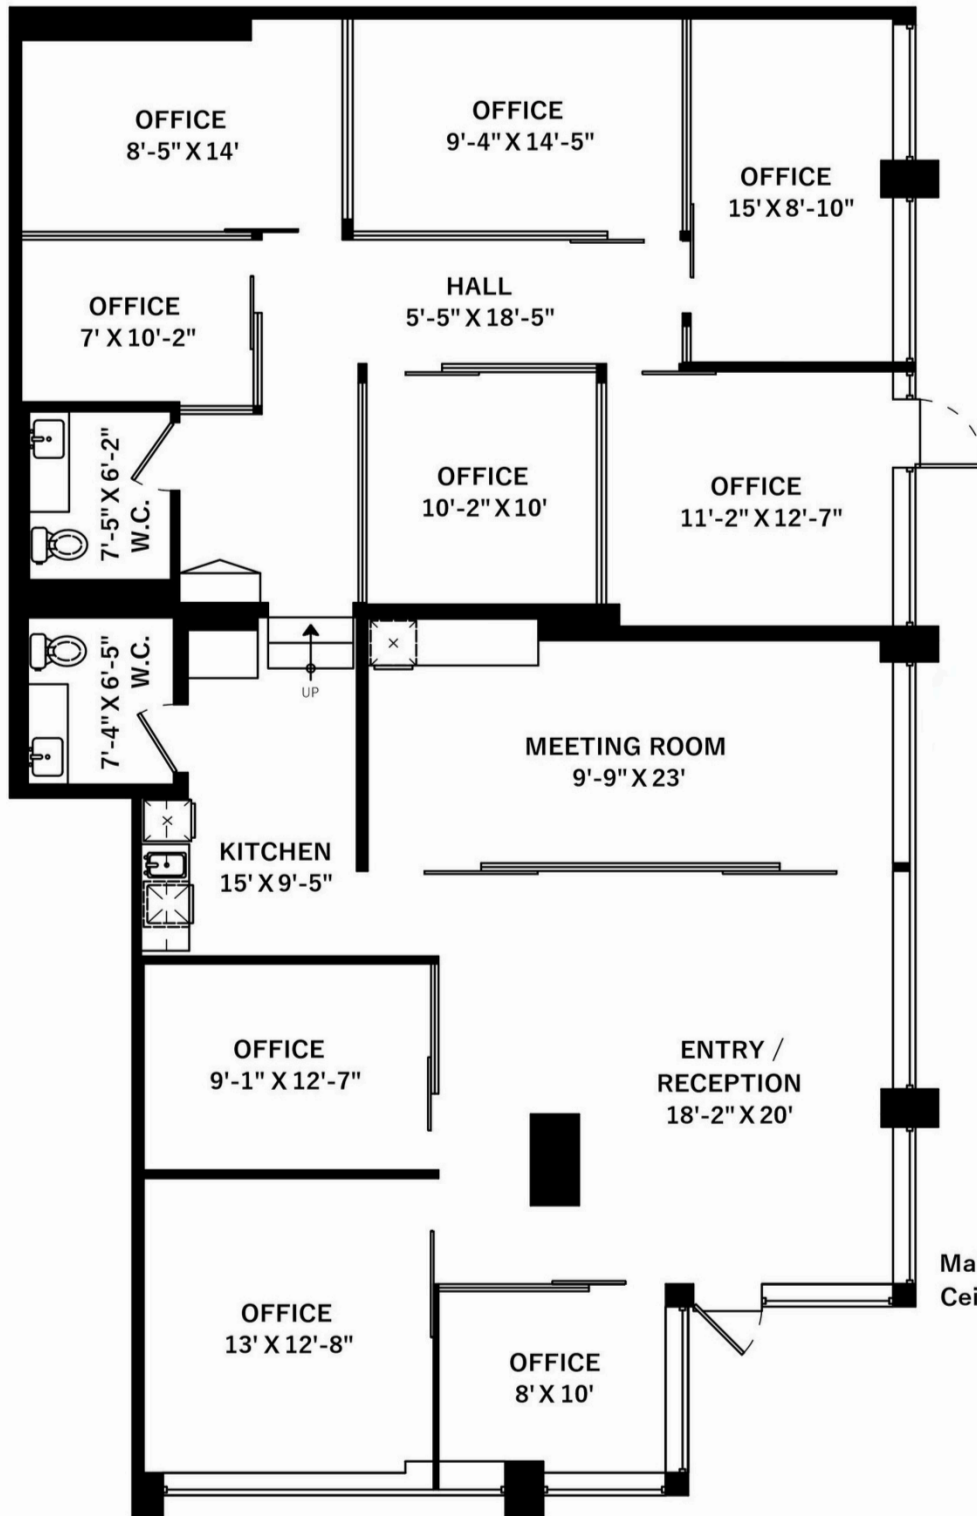 OFFICE
8'-5" X 14'
OFFICE
9'-4" X 14'-5"
OFFICE
15' X 8'-10"
HALL
5'-5" X 18'-5"
OFFICE
7' X 10'-2"
7'-5" X 6'-2"
W.C.
OFFICE
10'-2" X 10'
OFFICE
11'-2" X 12'-7"
7'-4" X 6'-5"
W.C.
UP
MEETING ROOM
9'-9" X 23'
KITCHEN
15' X 9'-5"
OFFICE
9'-1" X 12'-7"
ENTRY /
RECEPTION
18'-2" X 20'
Ma
Cei
OFFICE
13' X 12'-8"
OFFICE
8' X 10'